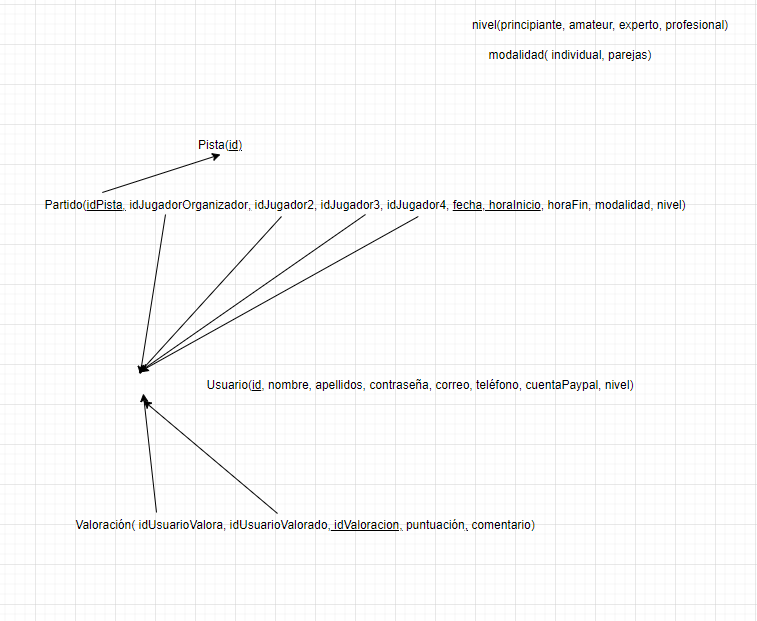 nivel(principiante, amateur, experto, profesional)
modalidad( individual, parejas)
Pista(id)
Partido(idPista, idJugadorOrganizador, idJugador2, idJugador3, idJugador4, fecha, horaInicio, horaFin, modalidad, nivel)
Usuario(id, nombre, apellidos, contraseña, correo, teléfono, cuentaPaypal, nivel)
Valoración( idUsuarioValora, idUsuarioValorado, idValoracion, puntuación, comentario)